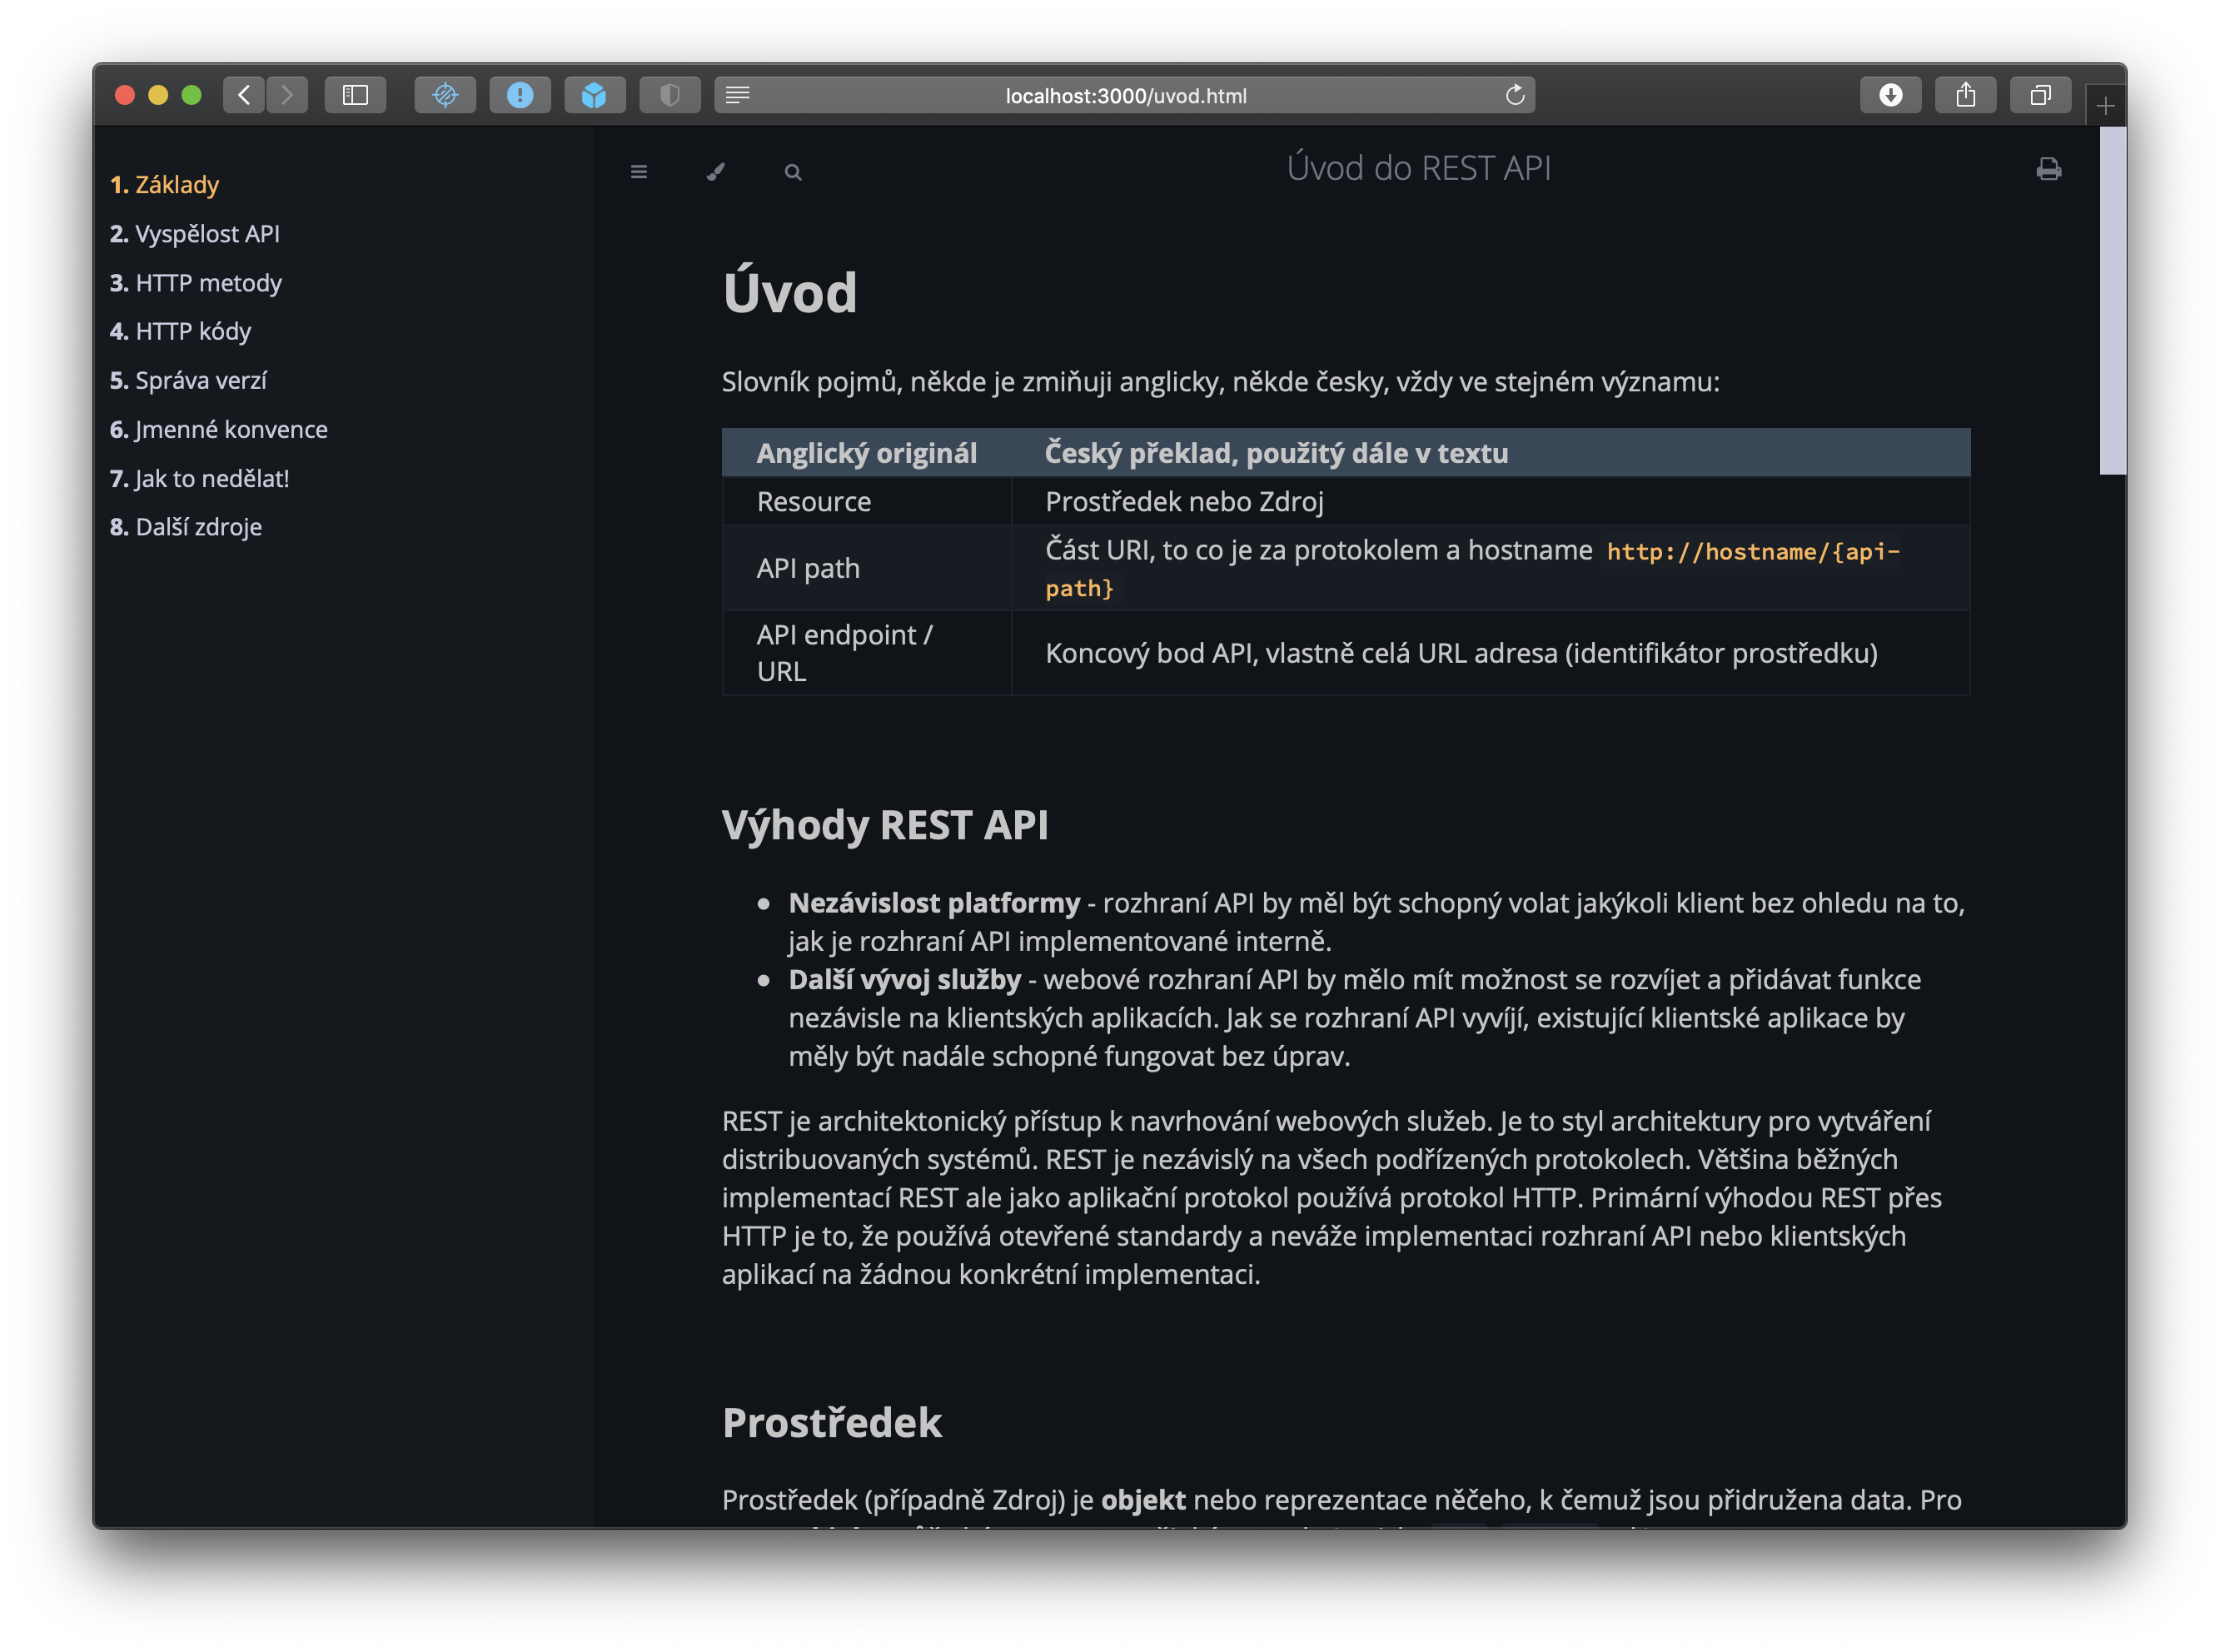 localhost:3000/uvod.html
1. Základy
2. Vyspělost API
3. HTTP metody
4. HTTP kódy
5. Správa verzí
6. Jmenné konvence
7. Jak to nedělat!
8. Další zdroje
Úvod do REST API
Úvod
Slovník pojmů, někde je zmiňuji anglicky, někde česky, vždy ve stejném významu:
Anglický originál Český překlad, použitý dále v textu
Resource Prostředek nebo Zdroj
API path Část URI, to co je za protokolem a hostname http://hostname/{api-
path}
API endpoint /
URL
Koncový bod API, vlastně celá URL adresa (identifikátor prostředku)
Výhody REST API
• Nezávislost platformy - rozhraní API by měl být schopný volat jakýkoli klient bez ohledu na to,
jak je rozhraní API implementované interně.
• Další vývoj služby - webové rozhraní API by mělo mít možnost se rozvíjet a přidávat funkce
nezávisle na klientských aplikacích. Jak se rozhraní API vyvíjí, existující klientské aplikace by
měly být nadále schopné fungovat bez úprav.
REST je architektonický přístup k navrhování webových služeb. Je to styl architektury pro vytváření
distribuovaných systémů. REST je nezávislý na všech podřízených protokolech. Většina běžných
implementací REST ale jako aplikační protokol používá protokol HTTP. Primární výhodou REST přes
HTTP je to, že používá otevřené standardy a neváže implementaci rozhraní API nebo klientských
aplikací na žádnou konkrétní implementaci.
Prostředek
Prostředek (případně Zdroj) je objekt nebo reprezentace něčeho, k čemuž jsou přidružena data. Pro